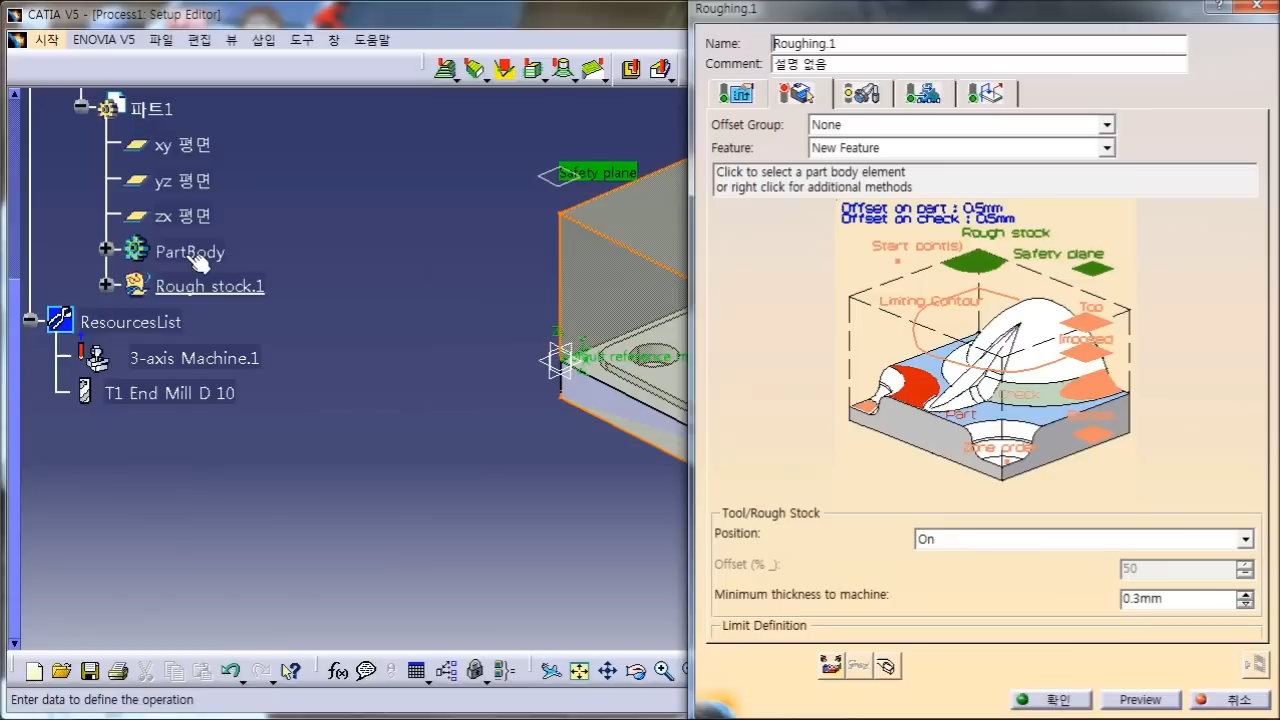 CATIA V5 - [Process1: Setup Editor]
시작 ENOVIA V5 파일 편집 뷰 삽입 도구 창 도움말
파트1
xy 평면
yz 평면
zx 평면
PartBody
Rough stock.1
ResourcesList
3-axis Machine.1
T1 End Mill D 10
Safety plane
Enter data to define the operation
Roughing.1
Name: Roughing.1
Comment: 설명 없음
Offset Group: None
Feature: New Feature
Click to select a part body element
or right click for additional methods
Offset on part : 0.5mm
Offset on check : 0.5mm
Rough stock
Start point(s)
Safety plane
Limiting Contour
Top
Imposed
Check
Part
Zone order
Tool/Rough Stock
Position: On
Offset (% _): 50
Minimum thickness to machine: 0.3mm
Limit Definition
확인 Preview 취소